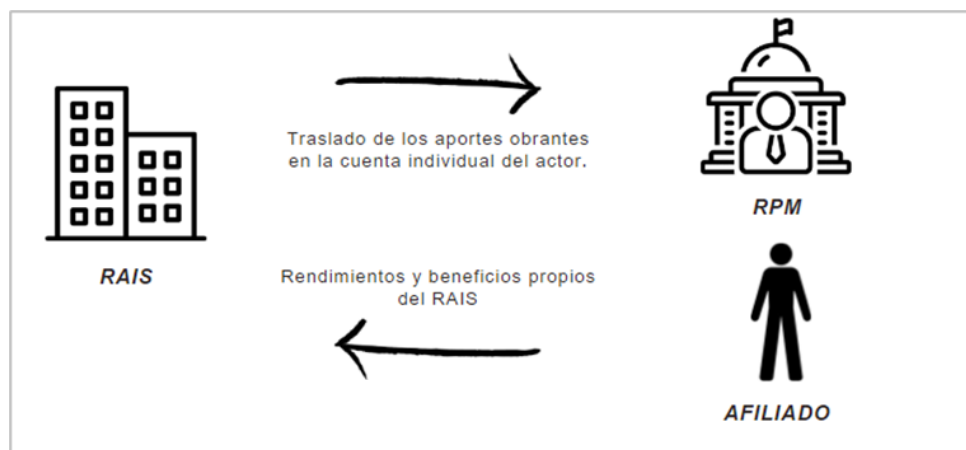 Traslado de los aportes obrantes
en la cuenta individual del actor.
RPM
RAIS
Rendimientos y beneficios propios
del RAIS
AFILIADO